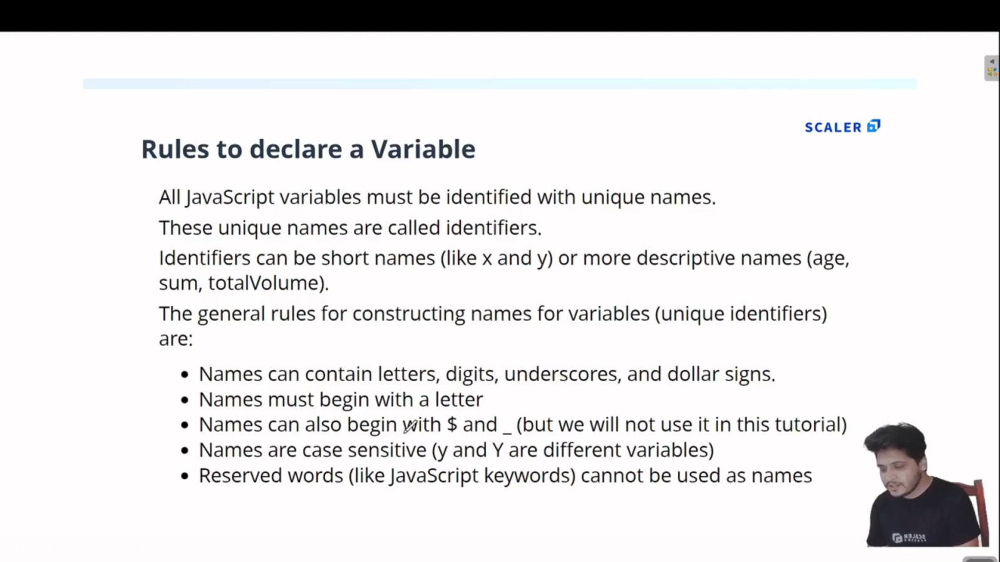 SCALER
Rules to declare a Variable
All JavaScript variables must be identified with unique names.
These unique names are called identifiers.
Identifiers can be short names (like x and y) or more descriptive names (age,
sum, totalVolume).
The general rules for constructing names for variables (unique identifiers)
are:
• Names can contain letters, digits, underscores, and dollar signs.
• Names must begin with a letter
• Names can also begin with $ and _ (but we will not use it in this tutorial)
• Names are case sensitive (y and Y are different variables)
• Reserved words (like JavaScript keywords) cannot be used as names
SCALER